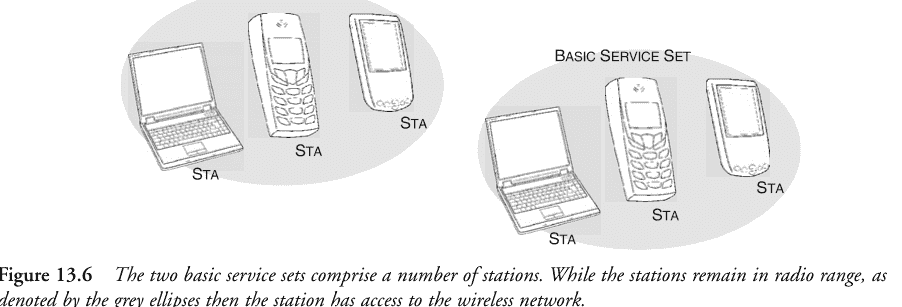 BASIC SERVICE SET
STA
STA
STA
STA
STA
STA
Figure 13.6 The two basic service sets comprise a number of stations. While the stations remain in radio range, as
denoted by the grey ellipses then the station has access to the wireless network.